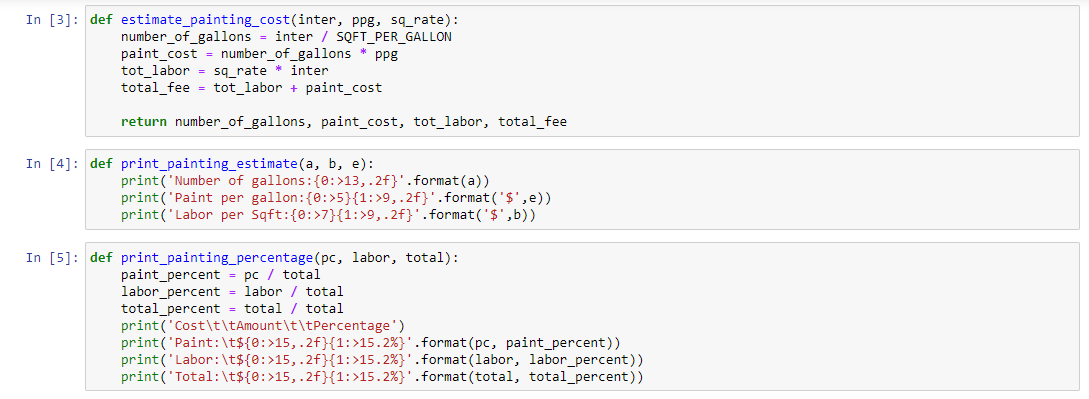 In [3]: def estimate_painting_cost(inter, ppg, sq_rate):
    number_of_gallons = inter / SQFT_PER_GALLON
    paint_cost = number_of_gallons * ppg
    tot_labor = sq_rate * inter
    total_fee = tot_labor + paint_cost

    return number_of_gallons, paint_cost, tot_labor, total_fee
In [4]: def print_painting_estimate(a, b, e):
    print('Number of gallons:{0:>13,.2f}'.format(a))
    print('Paint per gallon:{0:>5}{1:>9,.2f}'.format('$',e))
    print('Labor per Sqft:{0:>7}{1:>9,.2f}'.format('$',b))
In [5]: def print_painting_percentage(pc, labor, total):
    paint_percent = pc / total
    labor_percent = labor / total
    total_percent = total / total
    print('Cost\t\tAmount\t\tPercentage')
    print('Paint:\t${0:>15,.2f}{1:>15.2%}'.format(pc, paint_percent))
    print('Labor:\t${0:>15,.2f}{1:>15.2%}'.format(labor, labor_percent))
    print('Total:\t${0:>15,.2f}{1:>15.2%}'.format(total, total_percent))